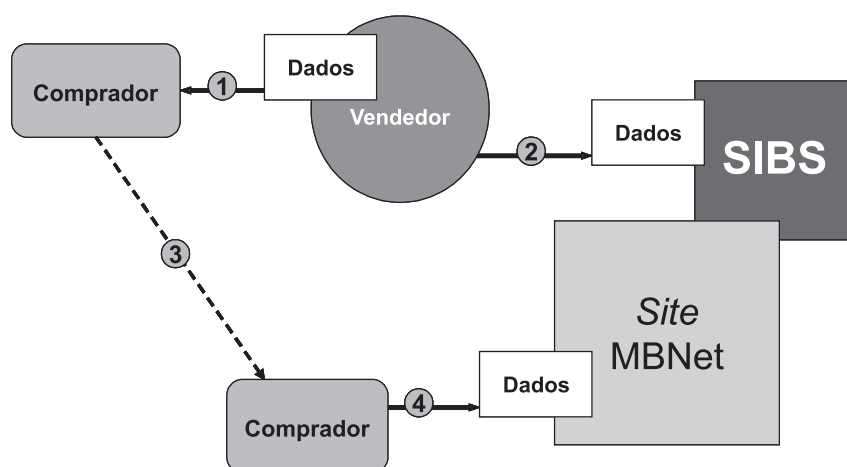 Dados
Comprador
1
Vendedor
2
Dados
SIBS
3
Site
MBNet
Dados
4
Comprador